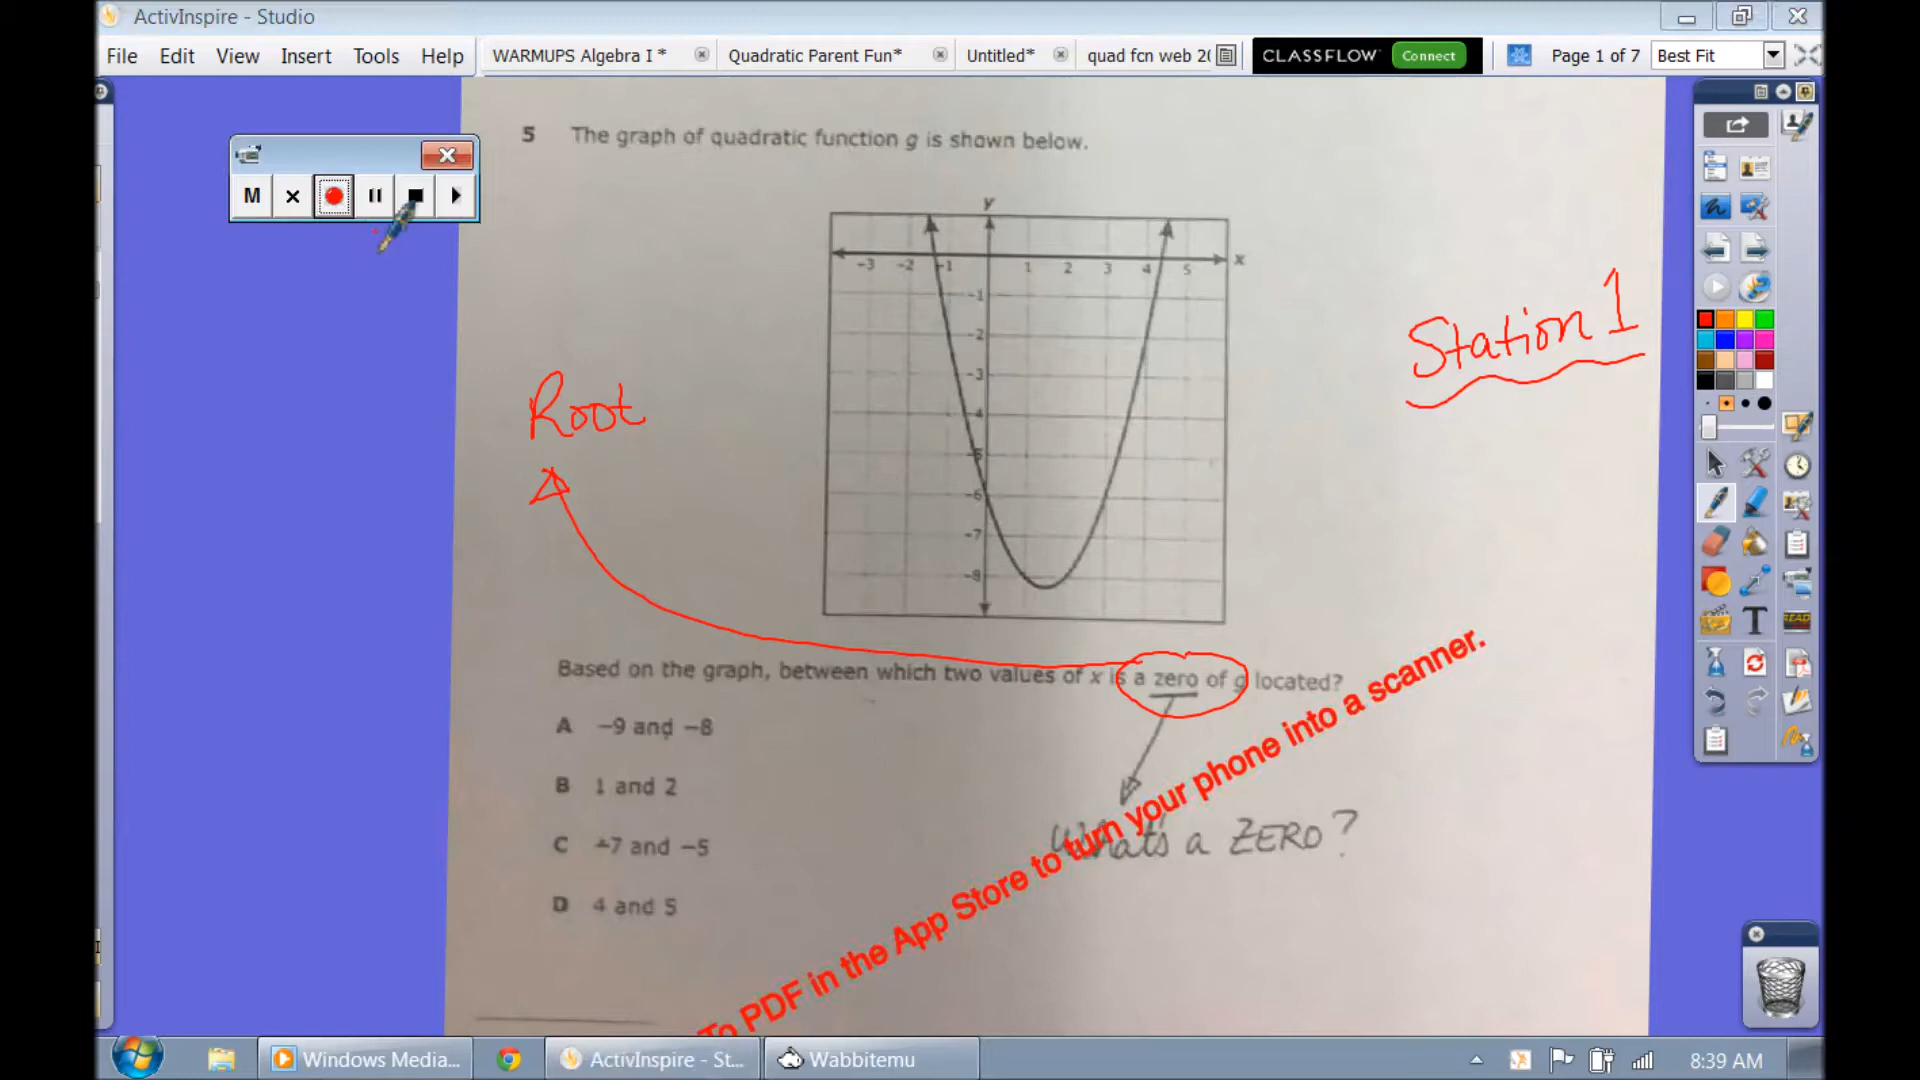 ActivInspire - Studio
File Edit View Insert Tools Help
WARMUPS Algebra I *
Quadratic Parent Fun*
Untitled*
quad fcn web 20
CLASSFLOW
Connect
Page 1 of 7
Best Fit
M
5 The graph of quadratic function g is shown below.
y
x
-3 -2 -1 1 2 3 4 5
-1
-2
-3
-4
-5
-6
-7
-8
Station 1
Root
Based on the graph, between which two values of x is a zero of g located?
A −9 and −8
B 1 and 2
C −7 and −5
D 4 and 5
What's a ZERO?
To PDF in the App Store to turn your phone into a scanner.
T
READ
Windows Media...
ActivInspire - St...
Wabbitemu
8:39 AM